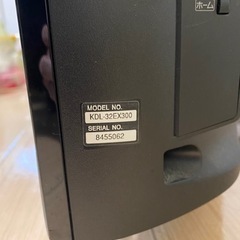 ホーム
MODEL NO.
KDL-32EX300
SERIAL NO.
8455062